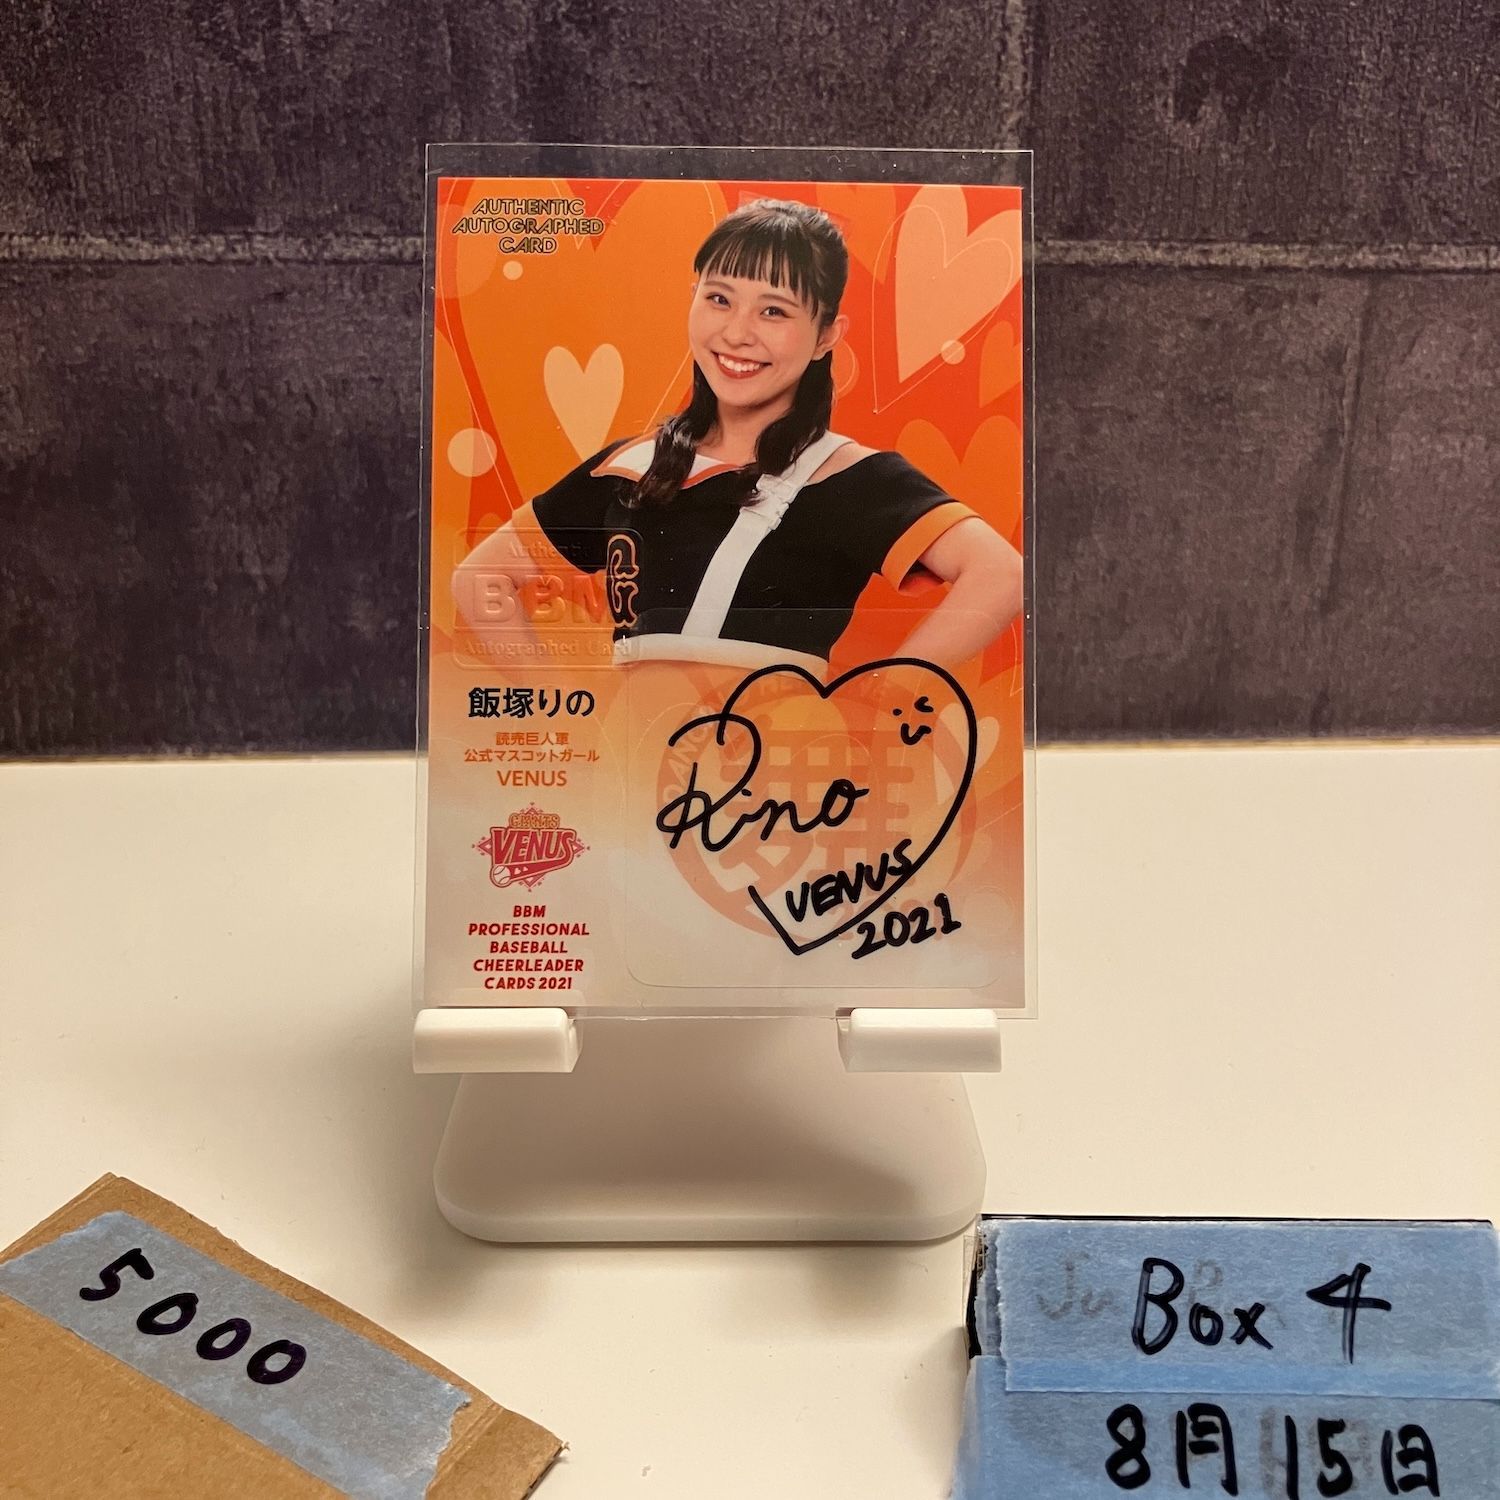 AUTHENTIC
AUTOGRAPHED
CARD
Authentic
BBM
Autographed Card
飯塚りの
読売巨人軍
公式マスコットガール
VENUS
GIANTS
VENUS
BBM
PROFESSIONAL
BASEBALL
CHEERLEADER
CARDS 2021
Rino
VENUS
2021
舞
5000
Box 4
8月15日